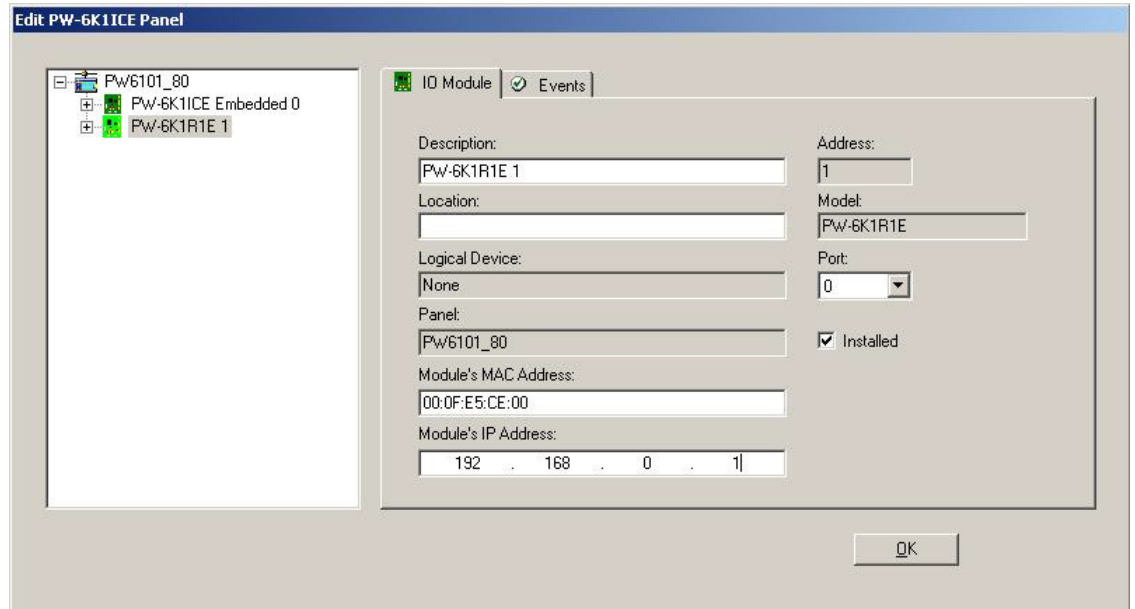 Edit PW-6K1ICE Panel
PW6101_80
PW-6K1ICE Embedded 0
PW-6K1R1E 1
IO Module
Events
Description:
PW-6K1R1E 1
Location:
Logical Device:
None
Panel:
PW6101_80
Module's MAC Address:
00:0F:E5:CE:00
Module's IP Address:
192 . 168 . 0 . 1
Address:
1
Model:
PW-6K1R1E
Port:
0
Installed
OK